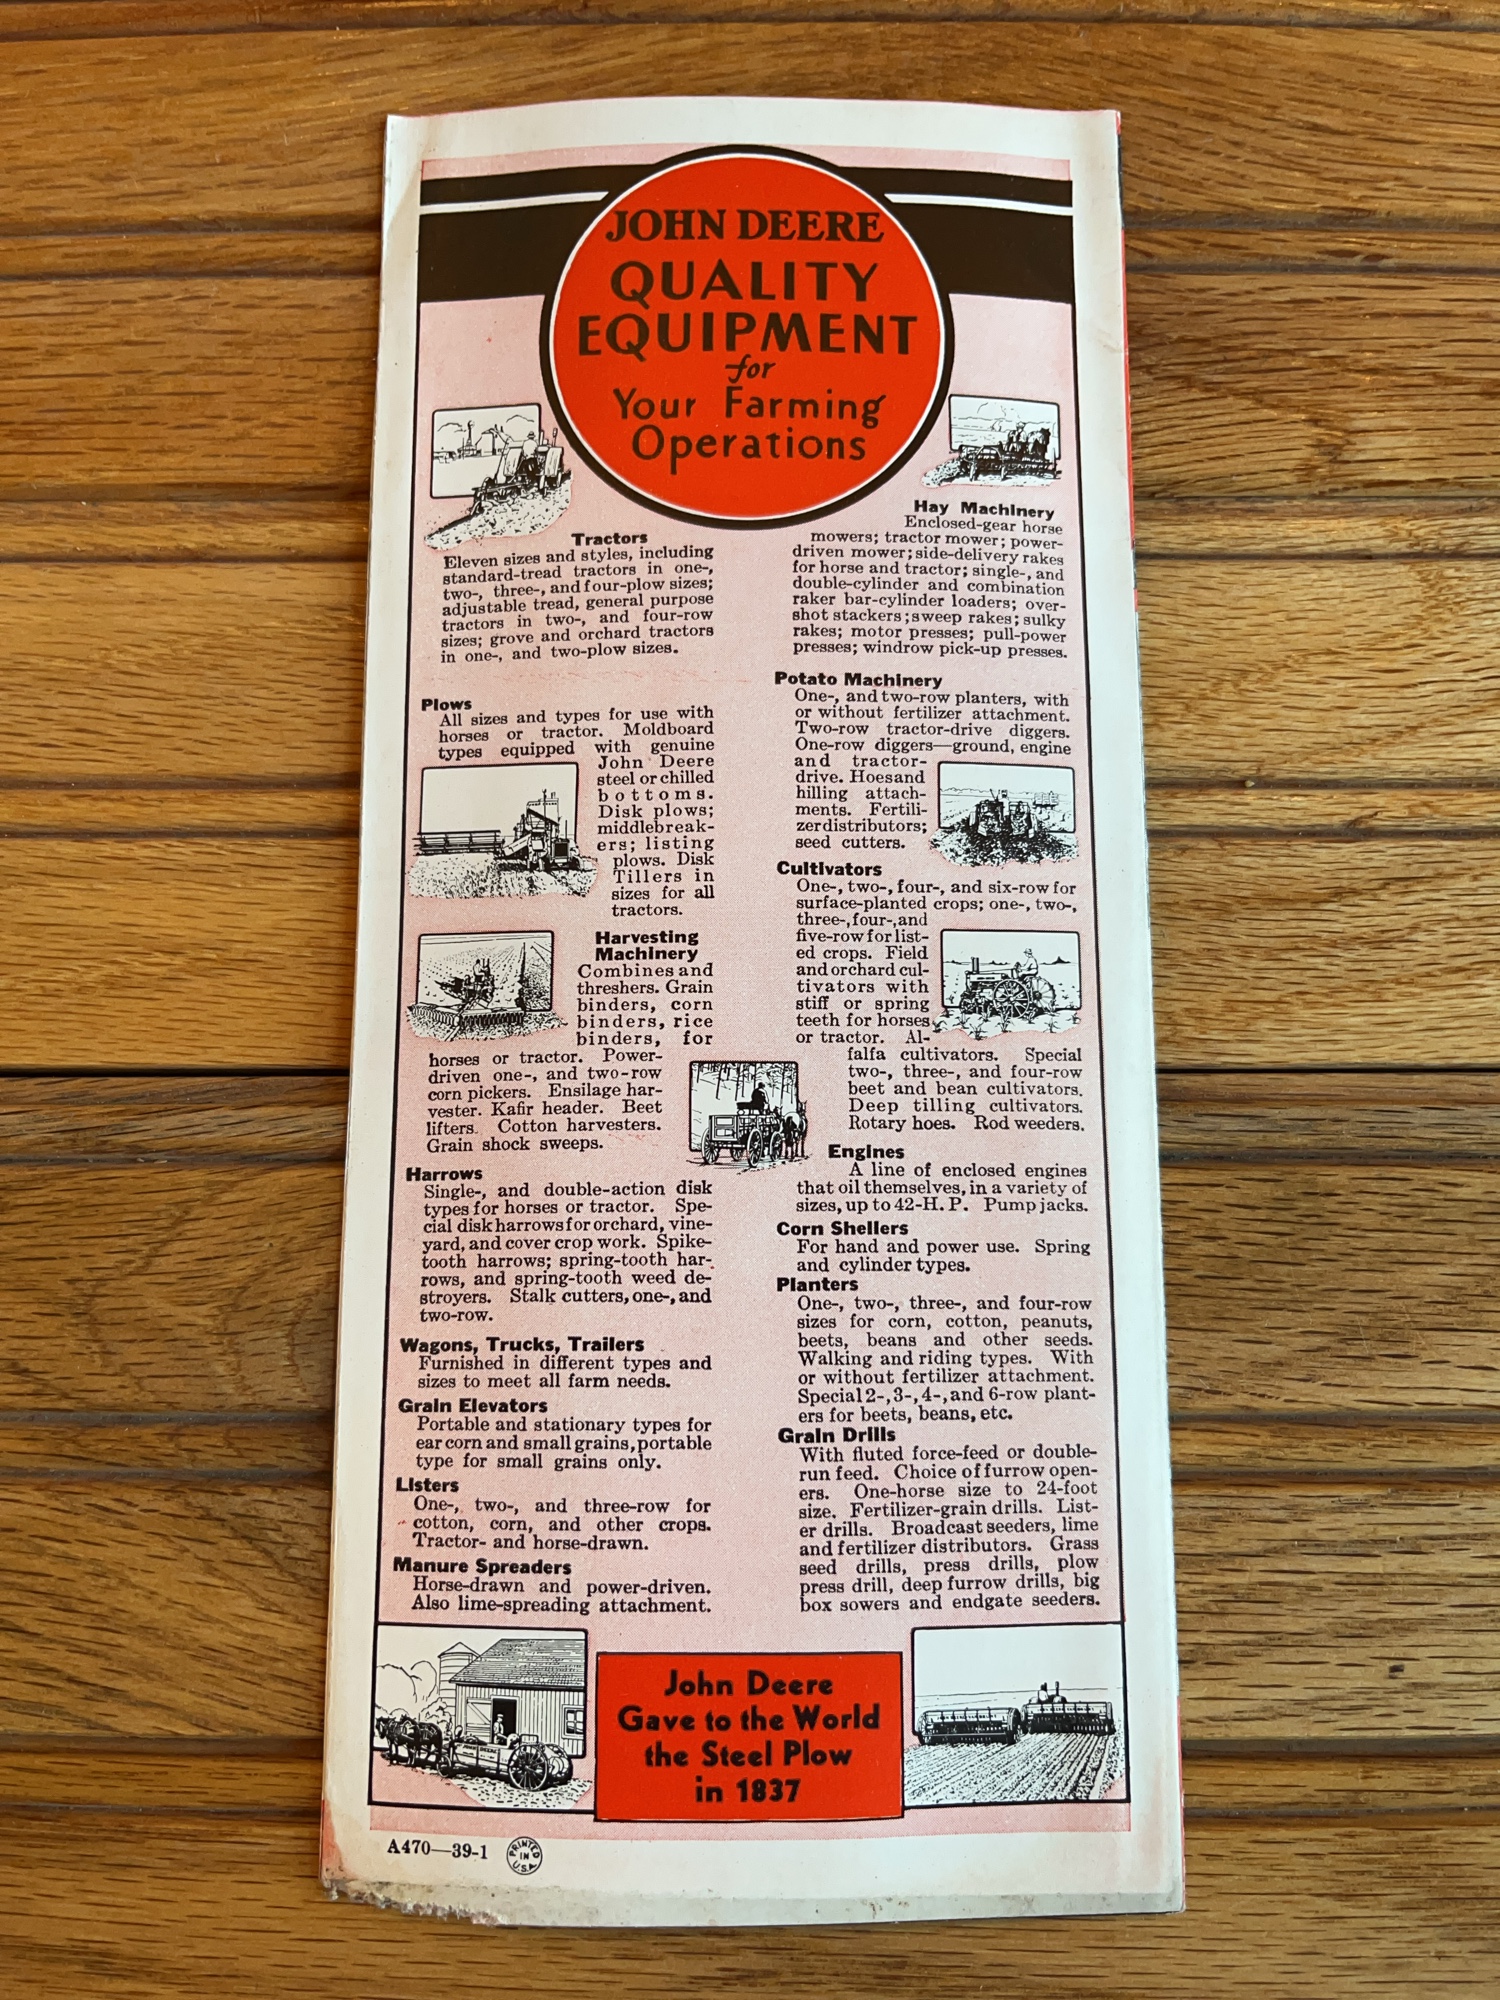 JOHN DEERE
QUALITY
EQUIPMENT
for
Your Farming
Operations
Tractors
Eleven sizes and styles, including
standard-tread tractors in one-,
two-, three-, and four-plow sizes;
adjustable tread, general purpose
tractors in two-, and four-row
sizes; grove and orchard tractors
in one-, and two-plow sizes.
Plows
All sizes and types for use with
horses or tractor. Moldboard
types equipped with genuine
John Deere
steel or chilled
bottoms.
Disk plows;
middlebreak-
ers; listing
plows. Disk
Tillers in
sizes for all
tractors.
Harvesting
Machinery
Combines and
threshers. Grain
binders, corn
binders, rice
binders, for
horses or tractor. Power-
driven one-, and two-row
corn pickers. Ensilage har-
vester. Kafir header. Beet
lifters. Cotton harvesters.
Grain shock sweeps.
Harrows
Single-, and double-action disk
types for horses or tractor. Spe-
cial disk harrows for orchard, vine-
yard, and cover crop work. Spike-
tooth harrows; spring-tooth har-
rows, and spring-tooth weed de-
stroyers. Stalk cutters, one-, and
two-row.
Wagons, Trucks, Trailers
Furnished in different types and
sizes to meet all farm needs.
Grain Elevators
Portable and stationary types for
ear corn and small grains, portable
type for small grains only.
Listers
One-, two-, and three-row for
cotton, corn, and other crops.
Tractor- and horse-drawn.
Manure Spreaders
Horse-drawn and power-driven.
Also lime-spreading attachment.
Hay Machinery
Enclosed-gear horse
mowers; tractor mower; power-
driven mower; side-delivery rakes
for horse and tractor; single-, and
double-cylinder and combination
raker bar-cylinder loaders; over-
shot stackers; sweep rakes; sulky
rakes; motor presses; pull-power
presses; windrow pick-up presses.
Potato Machinery
One-, and two-row planters, with
or without fertilizer attachment.
Two-row tractor-drive diggers.
One-row diggers—ground, engine
and tractor-
drive. Hoes and
hilling attach-
ments. Fertili-
zer distributors;
seed cutters.
Cultivators
One-, two-, four-, and six-row for
surface-planted crops; one-, two-,
three-, four-, and
five-row for list-
ed crops. Field
and orchard cul-
tivators with
stiff or spring
teeth for horses
or tractor. Al-
falfa cultivators. Special
two-, three-, and four-row
beet and bean cultivators.
Deep tilling cultivators.
Rotary hoes. Rod weeders.
Engines
A line of enclosed engines
that oil themselves, in a variety of
sizes, up to 42-H. P. Pump jacks.
Corn Shellers
For hand and power use. Spring
and cylinder types.
Planters
One-, two-, three-, and four-row
sizes for corn, cotton, peanuts,
beets, beans and other seeds.
Walking and riding types. With
or without fertilizer attachment.
Special 2-, 3-, 4-, and 6-row plant-
ers for beets, beans, etc.
Grain Drills
With fluted force-feed or double-
run feed. Choice of furrow open-
ers. One-horse size to 24-foot
size. Fertilizer-grain drills. List-
er drills. Broadcast seeders, lime
and fertilizer distributors. Grass
seed drills, press drills, plow
press drill, deep furrow drills, big
box sowers and endgate seeders.
John Deere
Gave to the World
the Steel Plow
in 1837
A470—39-1
PRINTED
IN
U.S.A.